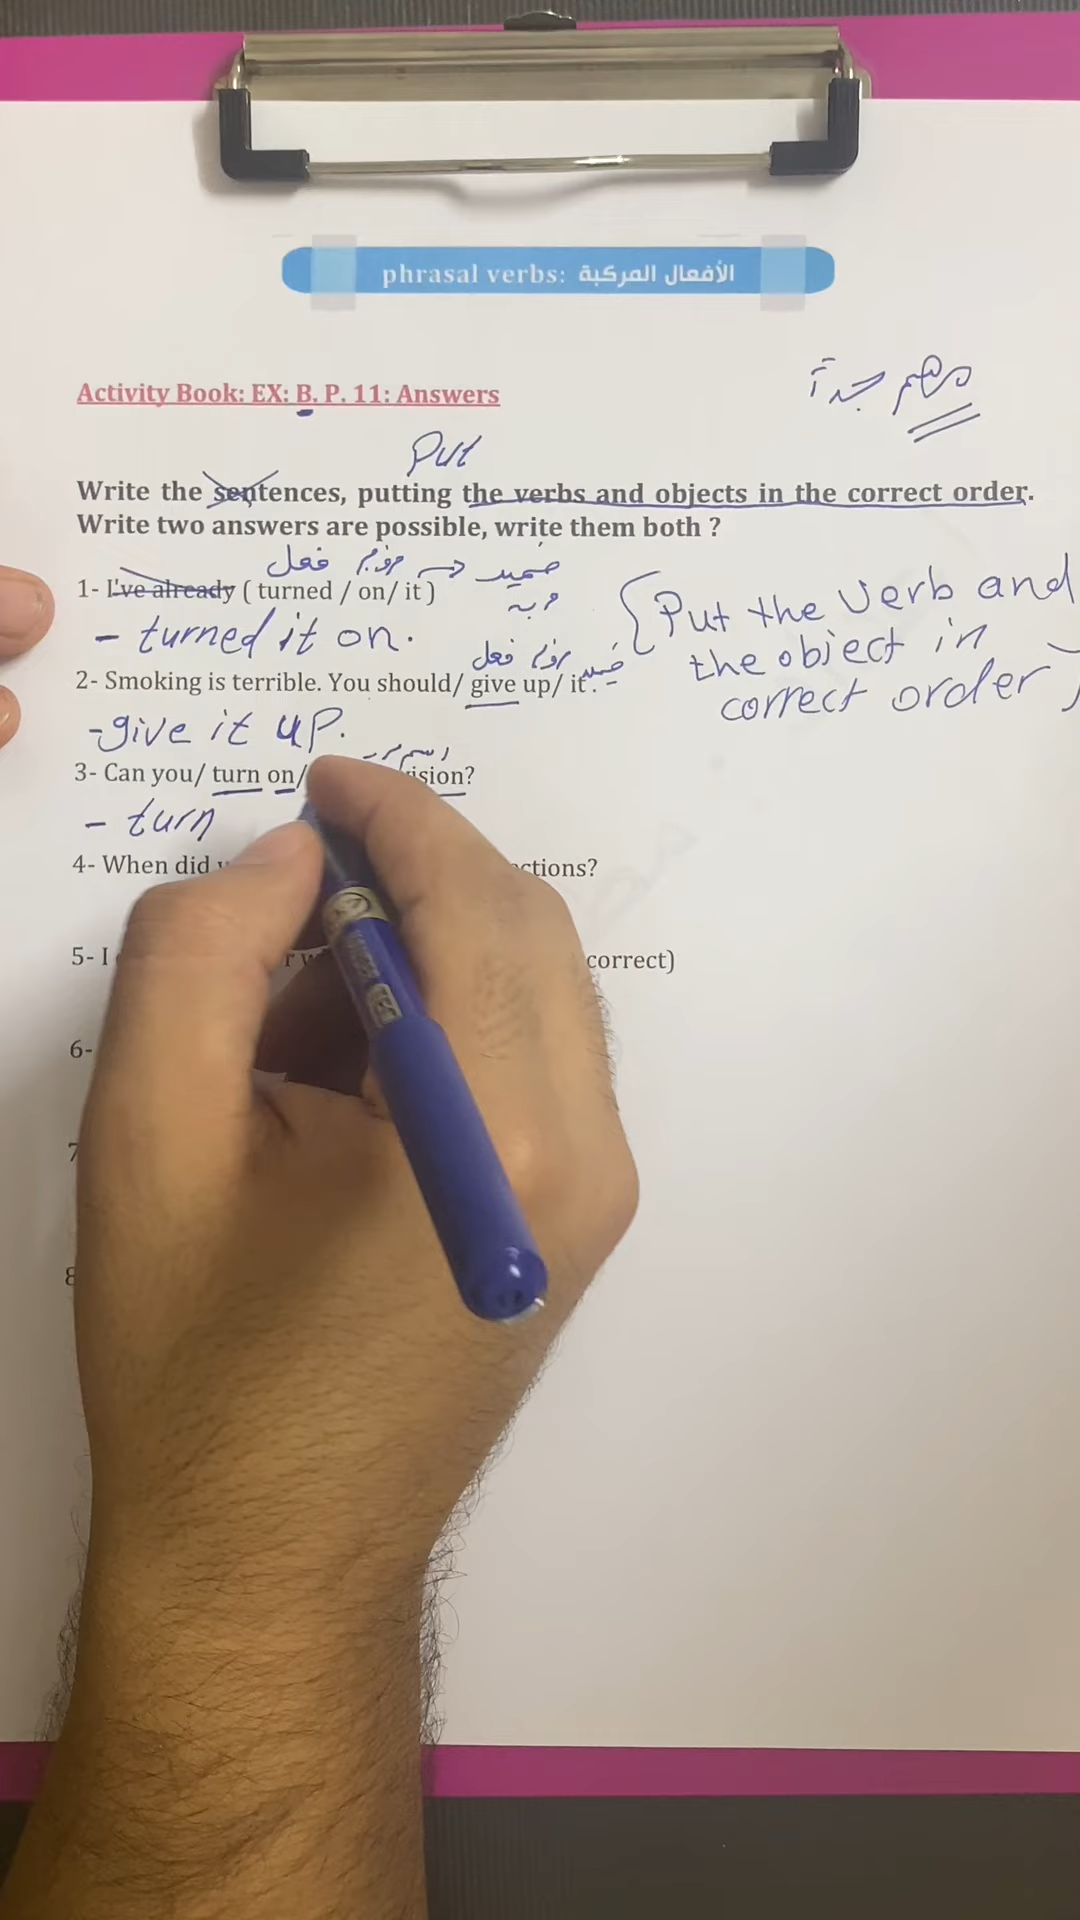 phrasal verbs: الأفعال المركبة
مهم جداً
Activity Book: EX: B. P. 11: Answers
Put
Write the sentences, putting the verbs and objects in the correct order.
Write two answers are possible, write them both ?
فعل ضمير
1- I've already ( turned / on/ it )
مفعول به
- turned it on.
{Put the verb and
the object in
correct order
فعل ضمير
2- Smoking is terrible. You should/ give up/ it .
-give it up.
3- Can you/ turn on/ ision?
- turn
4- When did ctions?
5- I correct)
6-